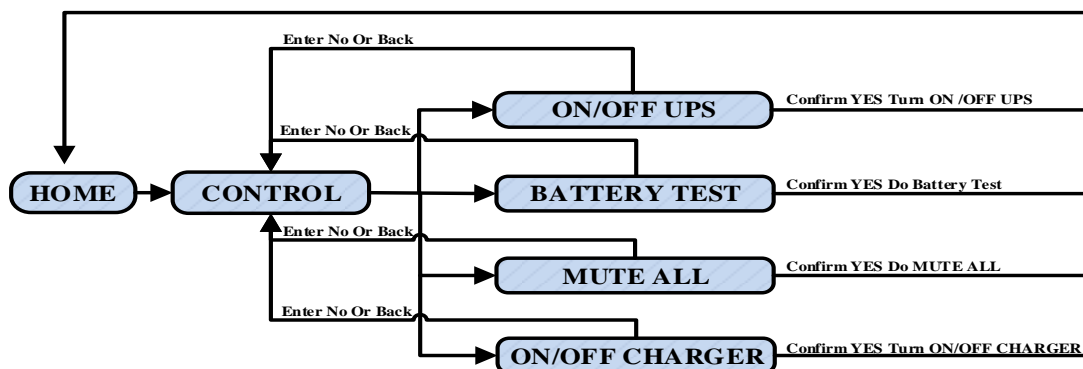 Enter No Or Back
ON/OFF UPS
Confirm YES Turn ON /OFF UPS
Enter No Or Back
HOME
CONTROL
BATTERY TEST
Confirm YES Do Battery Test
Enter No Or Back
MUTE ALL
Confirm YES Do MUTE ALL
Enter No Or Back
ON/OFF CHARGER
Confirm YES Turn ON/OFF CHARGER